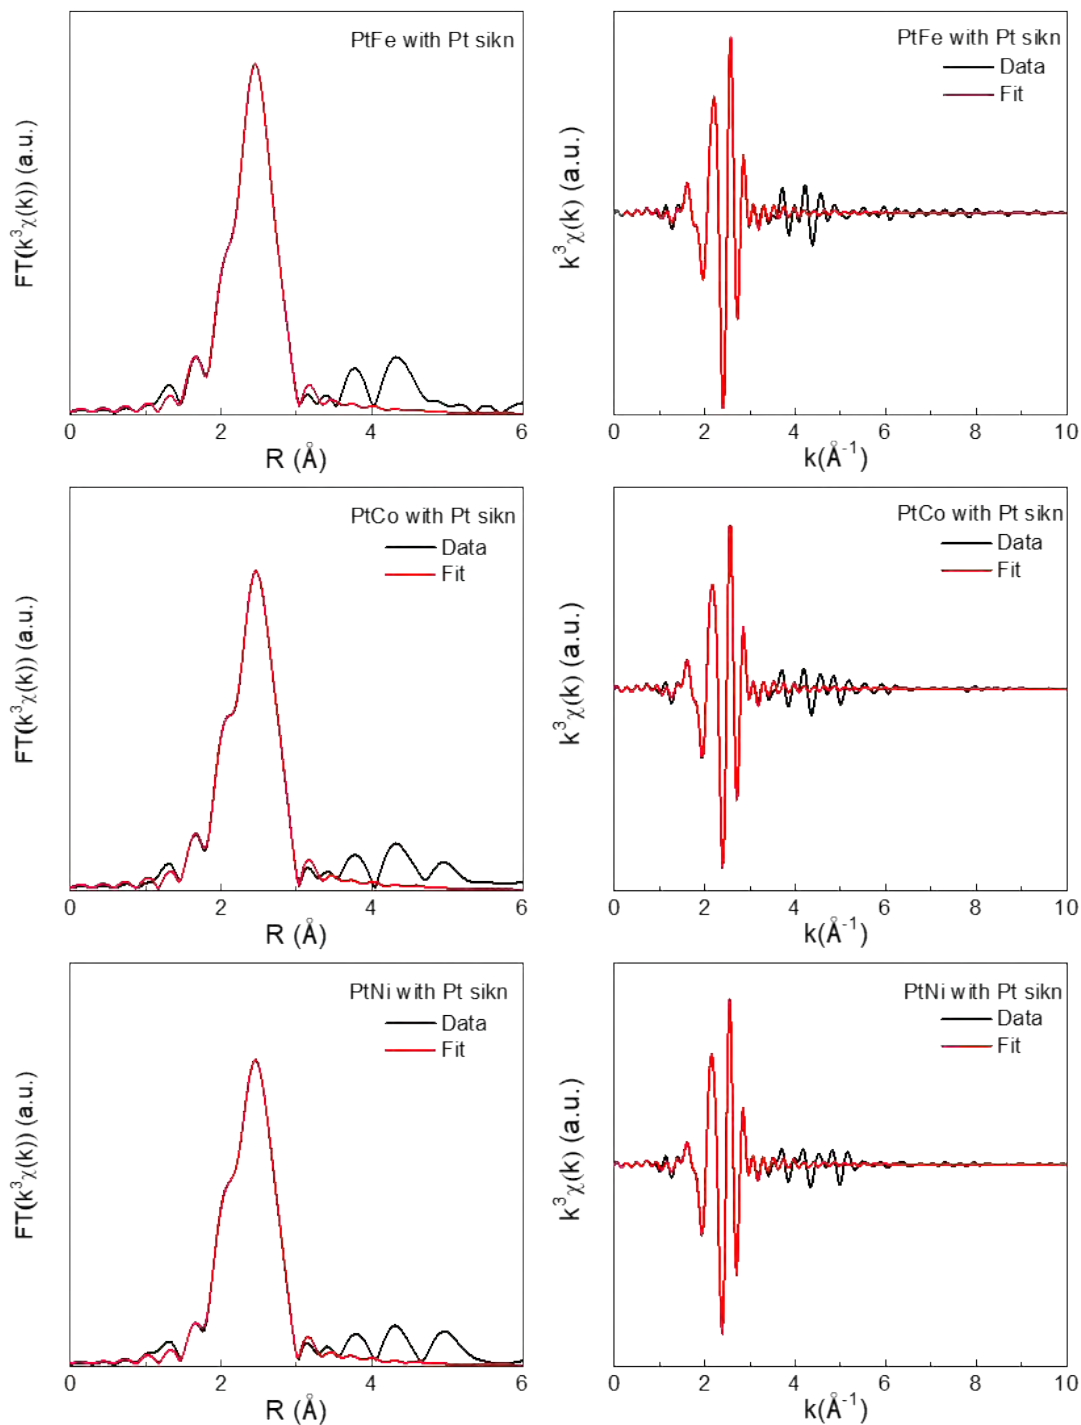 PtFe with Pt sikn
FT(k³χ(k)) (a.u.)
0 2 4 6
R (Å)
PtFe with Pt sikn
Data
Fit
k³χ(k) (a.u.)
0 2 4 6 8 10
k(Å⁻¹)
PtCo with Pt sikn
Data
Fit
FT(k³χ(k)) (a.u.)
0 2 4 6
R (Å)
PtCo with Pt sikn
Data
Fit
k³χ(k) (a.u.)
0 2 4 6 8 10
k(Å⁻¹)
PtNi with Pt sikn
Data
Fit
FT(k³χ(k)) (a.u.)
0 2 4 6
R (Å)
PtNi with Pt sikn
Data
Fit
k³χ(k) (a.u.)
0 2 4 6 8 10
k(Å⁻¹)